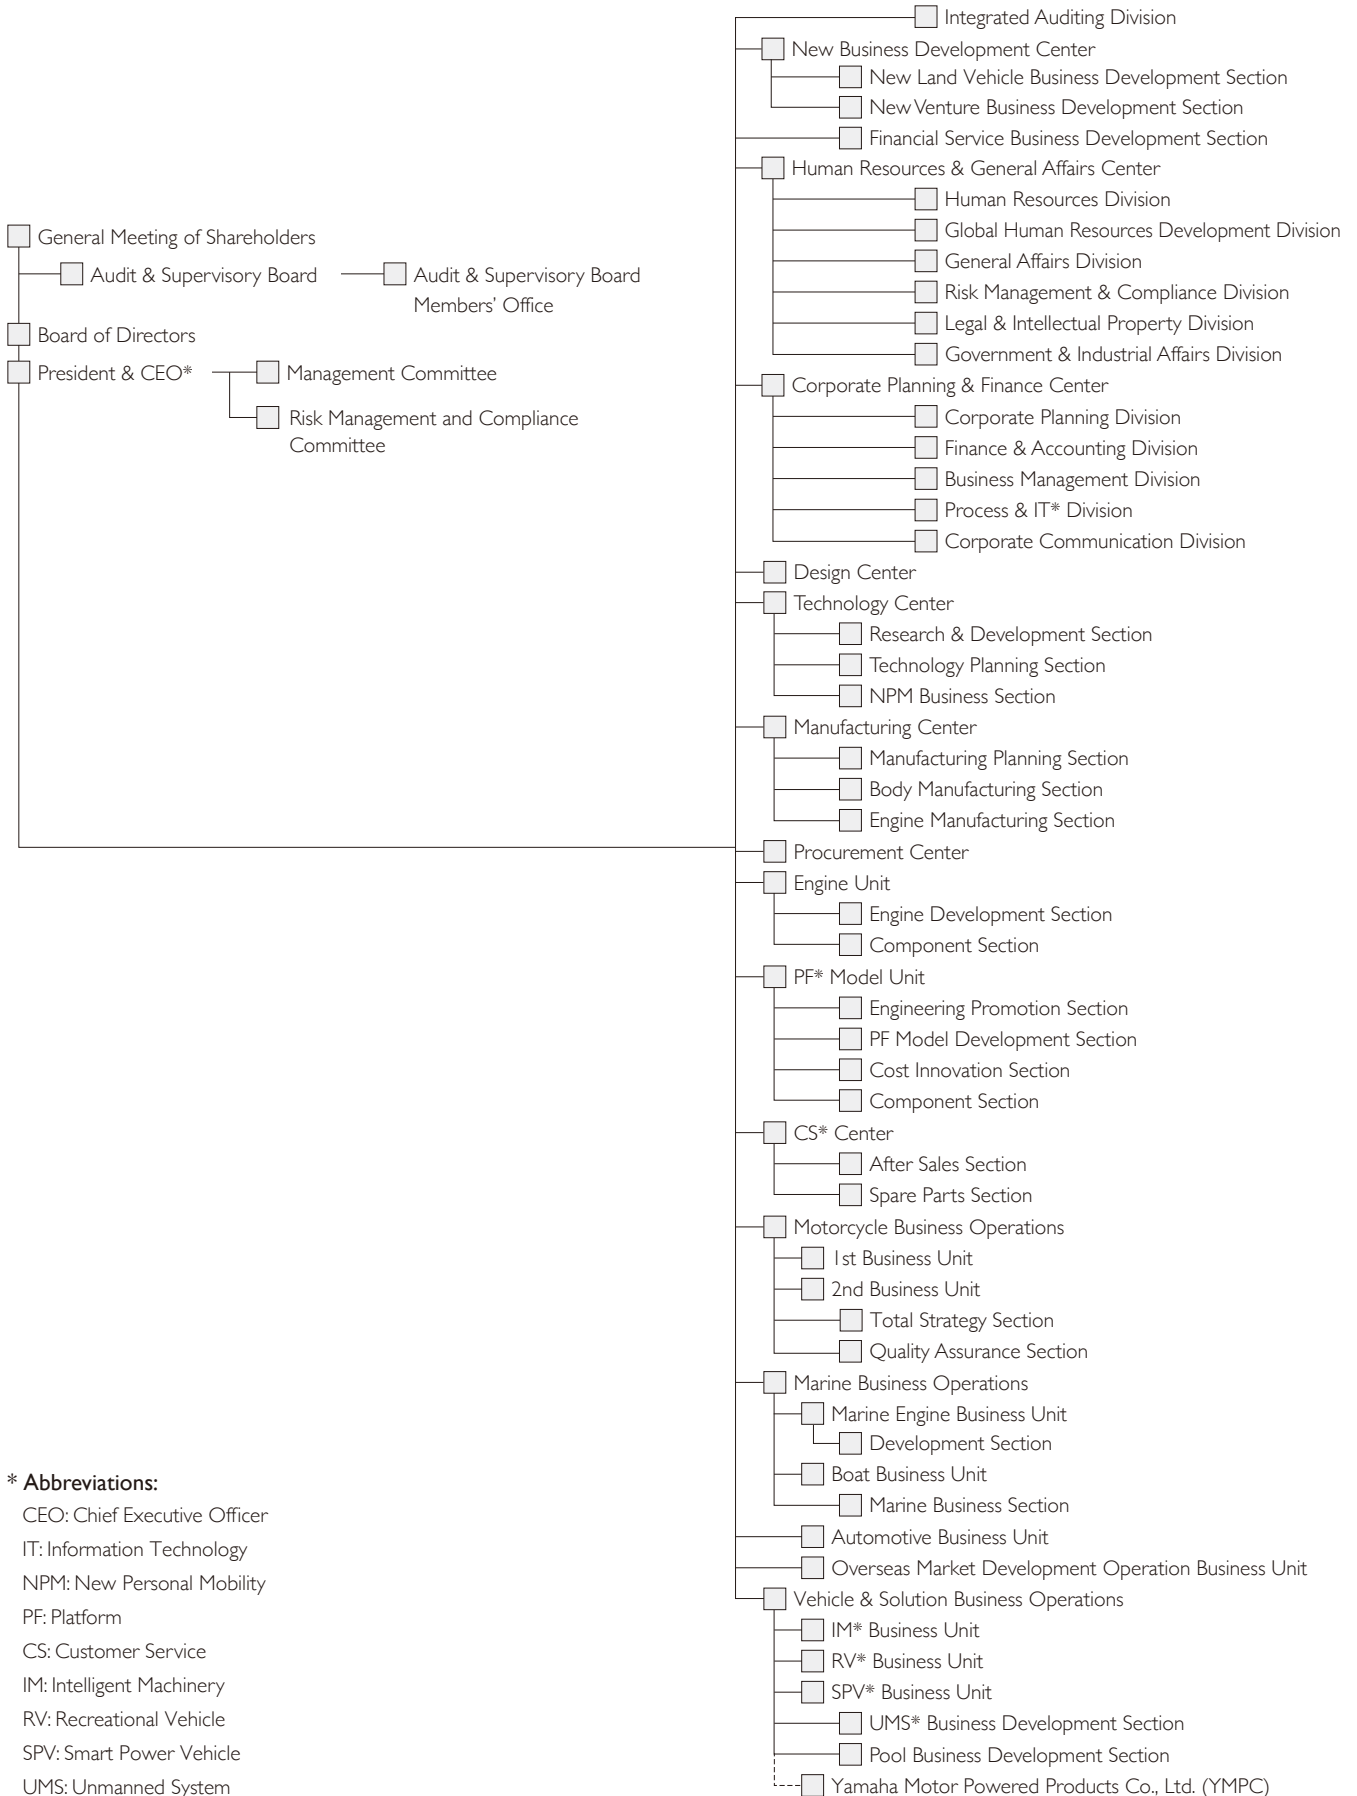 General Meeting of Shareholders
Audit & Supervisory Board
Audit & Supervisory Board
Members' Office
Board of Directors
President & CEO*
Management Committee
Risk Management and Compliance
Committee
Integrated Auditing Division
New Business Development Center
New Land Vehicle Business Development Section
New Venture Business Development Section
Financial Service Business Development Section
Human Resources & General Affairs Center
Human Resources Division
Global Human Resources Development Division
General Affairs Division
Risk Management & Compliance Division
Legal & Intellectual Property Division
Government & Industrial Affairs Division
Corporate Planning & Finance Center
Corporate Planning Division
Finance & Accounting Division
Business Management Division
Process & IT* Division
Corporate Communication Division
Design Center
Technology Center
Research & Development Section
Technology Planning Section
NPM Business Section
Manufacturing Center
Manufacturing Planning Section
Body Manufacturing Section
Engine Manufacturing Section
Procurement Center
Engine Unit
Engine Development Section
Component Section
PF* Model Unit
Engineering Promotion Section
PF Model Development Section
Cost Innovation Section
Component Section
CS* Center
After Sales Section
Spare Parts Section
Motorcycle Business Operations
1st Business Unit
2nd Business Unit
Total Strategy Section
Quality Assurance Section
Marine Business Operations
Marine Engine Business Unit
Development Section
Boat Business Unit
Marine Business Section
Automotive Business Unit
Overseas Market Development Operation Business Unit
Vehicle & Solution Business Operations
IM* Business Unit
RV* Business Unit
SPV* Business Unit
UMS* Business Development Section
Pool Business Development Section
Yamaha Motor Powered Products Co., Ltd. (YMPC)
* Abbreviations:
CEO: Chief Executive Officer
IT: Information Technology
NPM: New Personal Mobility
PF: Platform
CS: Customer Service
IM: Intelligent Machinery
RV: Recreational Vehicle
SPV: Smart Power Vehicle
UMS: Unmanned System